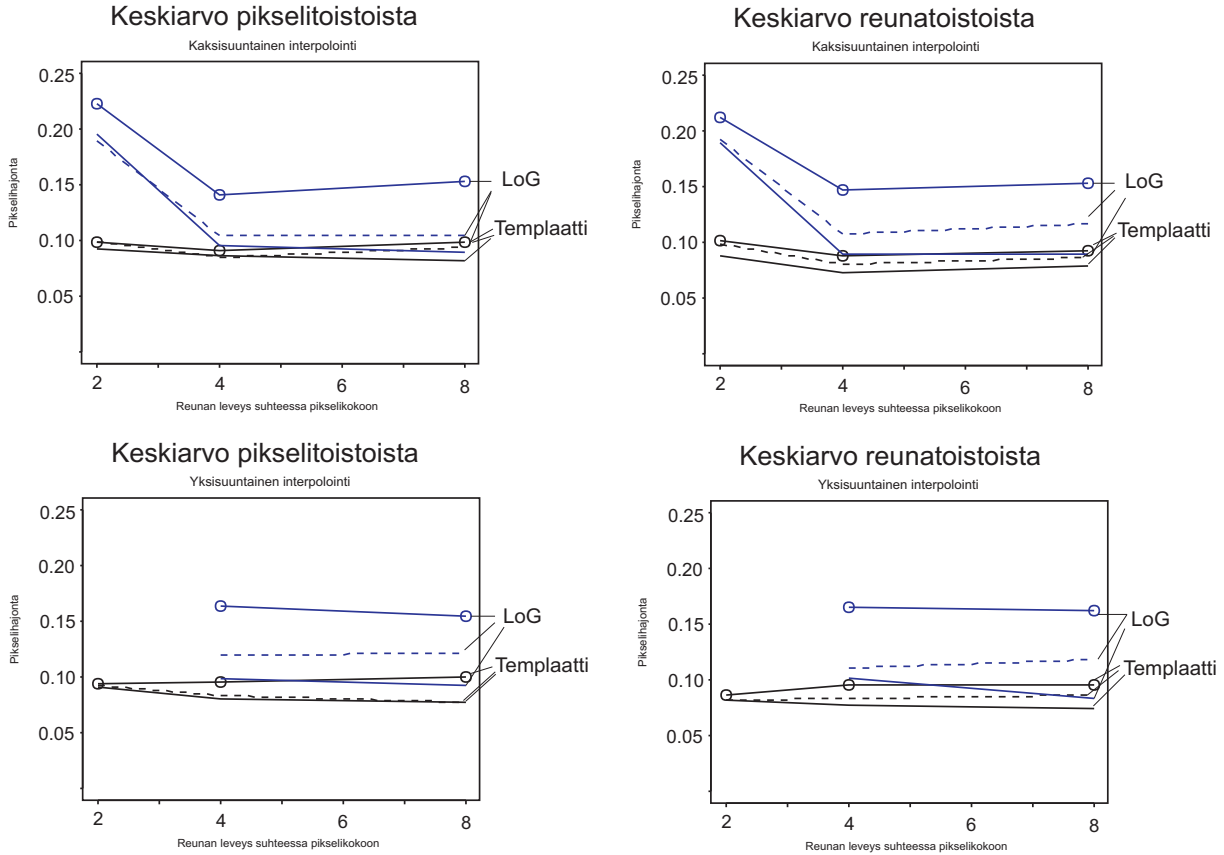 Keskiarvo pikselitoistoista
Kaksisuuntainen interpolointi
Pikselihajonta
0.25
0.20
0.15
0.10
0.05
2
4
6
8
Reunan leveys suhteessa pikselikokoon
LoG
Templaatti
Keskiarvo reunatoistoista
Kaksisuuntainen interpolointi
Pikselihajonta
0.25
0.20
0.15
0.10
0.05
2
4
6
8
Reunan leveys suhteessa pikselikokoon
LoG
Templaatti
Keskiarvo pikselitoistoista
Yksisuuntainen interpolointi
Pikselihajonta
0.25
0.20
0.15
0.10
0.05
2
4
6
8
Reunan leveys suhteessa pikselikokoon
LoG
Templaatti
Keskiarvo reunatoistoista
Yksisuuntainen interpolointi
Pikselihajonta
0.25
0.20
0.15
0.10
0.05
2
4
6
8
Reunan leveys suhteessa pikselikokoon
LoG
Templaatti